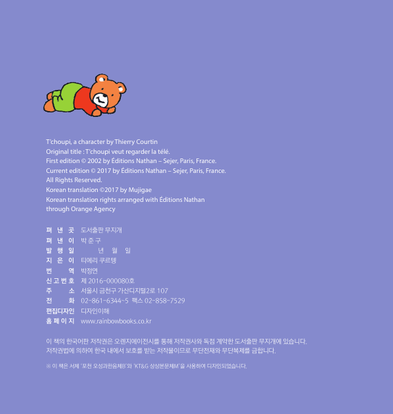 T'choupi, a character by Thierry Courtin
Original title : T'choupi veut regarder la télé.
First edition © 2002 by Éditions Nathan – Sejer, Paris, France.
Current edition © 2017 by Éditions Nathan – Sejer, Paris, France.
All Rights Reserved.
Korean translation ©2017 by Mujigae
Korean translation rights arranged with Éditions Nathan
through Orange Agency
펴 낸 곳 도서출판 무지개
펴 낸 이 박준구
발 행 일 년 월 일
지 은 이 티에리 쿠르탱
번 역 박정연
신고번호 제 2016-000080호
주 소 서울시 금천구 가산디지털2로 107
전 화 02-861-6344~5 팩스 02-858-7529
편집디자인 디자인이해
홈페이지 www.rainbowbooks.co.kr
이 책의 한국어판 저작권은 오렌지에이전시를 통해 저작권사와 독점 계약한 도서출판 무지개에 있습니다.
저작권법에 의하여 한국 내에서 보호를 받는 저작물이므로 무단전재와 무단복제를 금합니다.
※ 이 책은 서체 '포천 오성과한음체'와 'KT&G 상상본문체'를 사용하여 디자인되었습니다.